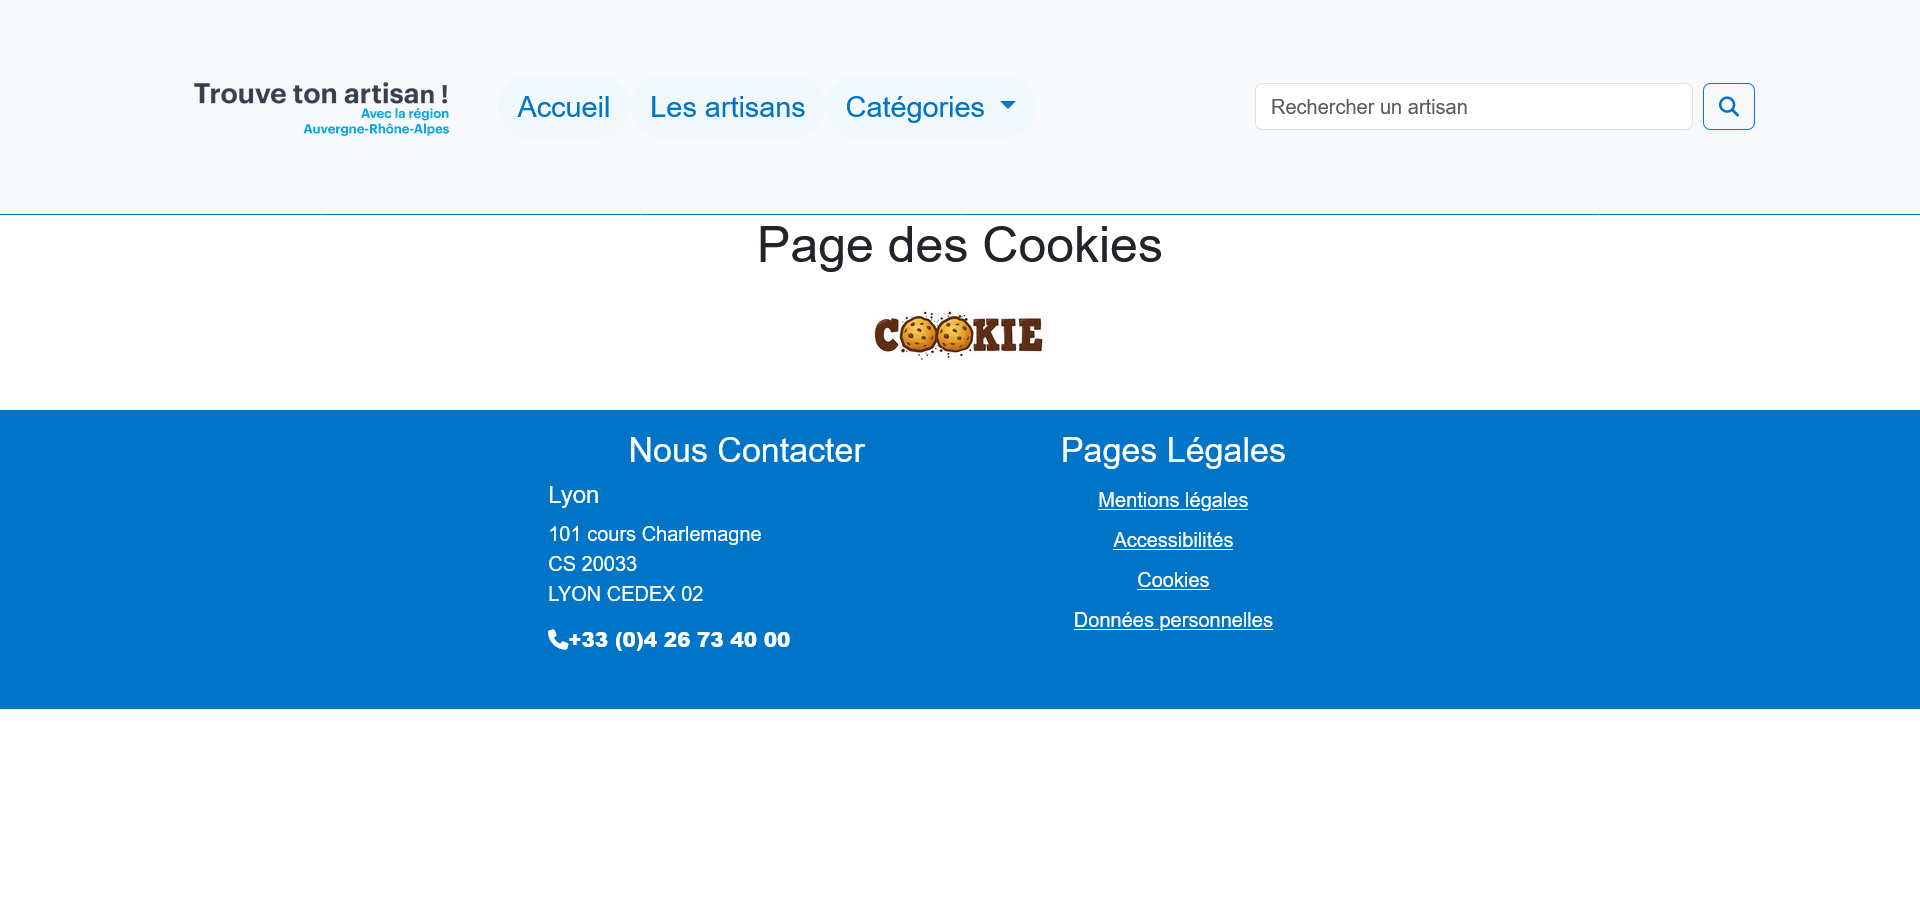 Trouve ton artisan !
Avec la région
Auvergne-Rhône-Alpes
Accueil
Les artisans
Catégories
Rechercher un artisan
Page des Cookies
COOKIE
Nous Contacter
Lyon
101 cours Charlemagne
CS 20033
LYON CEDEX 02
+33 (0)4 26 73 40 00
Pages Légales
Mentions légales
Accessibilités
Cookies
Données personnelles